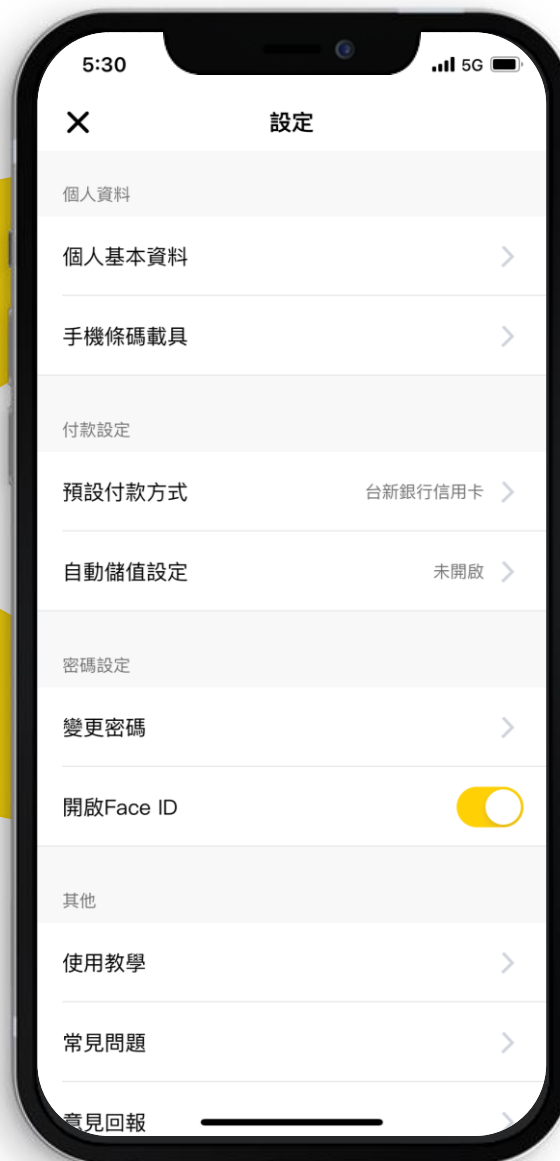 5:30
5G
設定
個人資料
個人基本資料
手機條碼載具
付款設定
預設付款方式 台新銀行信用卡
自動儲值設定 未開啟
密碼設定
變更密碼
開啟Face ID
其他
使用教學
常見問題
意見回報